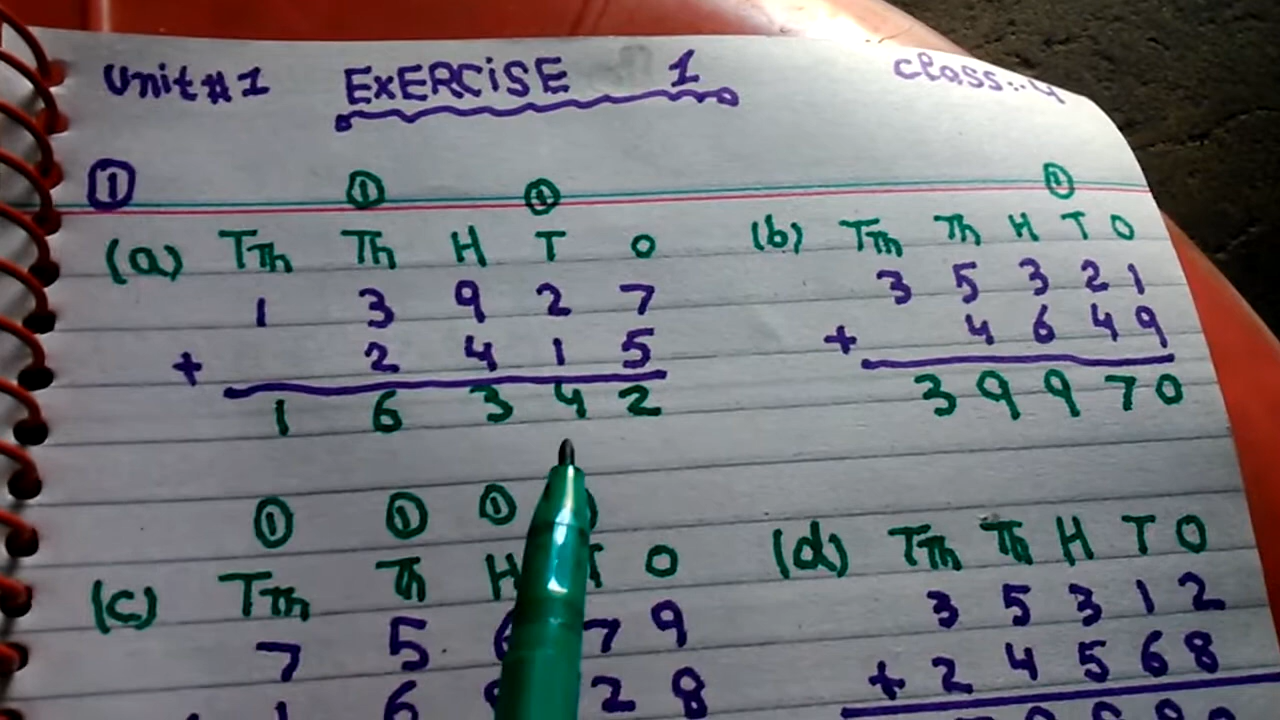 Unit#1 EXERCISE 1 Class:-4
① ① ① ①
(a) TTh Th H T O (b) TTh Th H T O
1 3 9 2 7 3 5 3 2 1
+ 2 4 1 5 + 4 6 4 9
1 6 3 4 2 3 9 9 7 0
① ① ①
(c) TTh Th H T O (d) TTh Th H T O
7 5 6 7 9 3 5 3 1 2
1 6 2 8 + 2 4 5 6 8